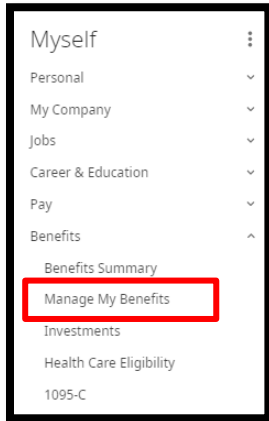 Myself
Personal
My Company
Jobs
Career & Education
Pay
Benefits
Benefits Summary
Manage My Benefits
Investments
Health Care Eligibility
1095-C